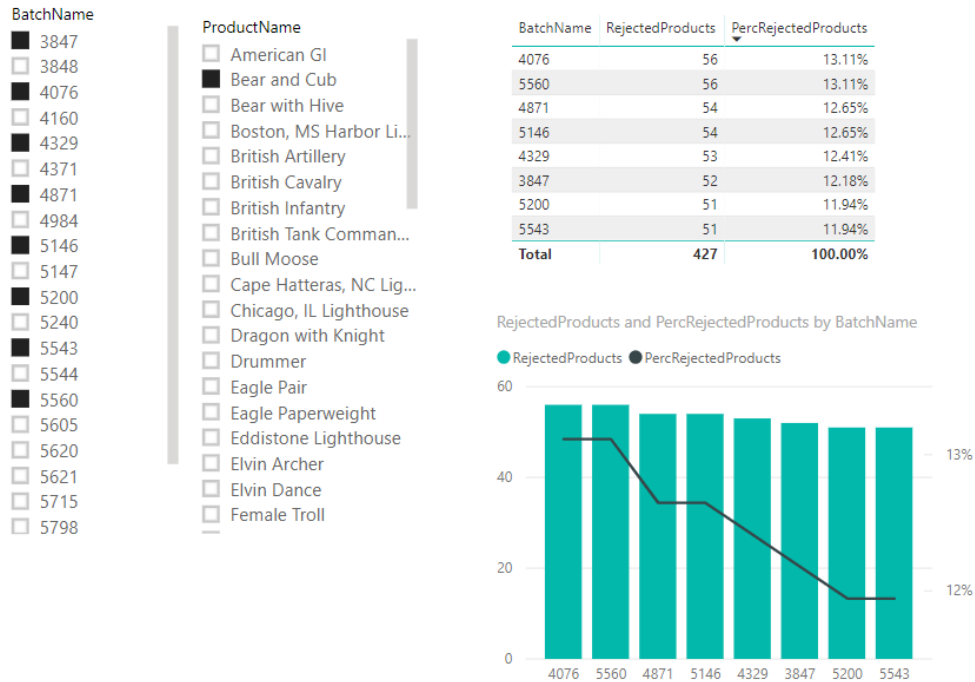 BatchName
3847
3848
4076
4160
4329
4371
4871
4984
5146
5147
5200
5240
5543
5544
5560
5605
5620
5621
5715
5798
ProductName
American GI
Bear and Cub
Bear with Hive
Boston, MS Harbor Li...
British Artillery
British Cavalry
British Infantry
British Tank Comman...
Bull Moose
Cape Hatteras, NC Lig...
Chicago, IL Lighthouse
Dragon with Knight
Drummer
Eagle Pair
Eagle Paperweight
Eddistone Lighthouse
Elvin Archer
Elvin Dance
Female Troll
BatchName RejectedProducts PercRejectedProducts
4076 56 13.11%
5560 56 13.11%
4871 54 12.65%
5146 54 12.65%
4329 53 12.41%
3847 52 12.18%
5200 51 11.94%
5543 51 11.94%
Total 427 100.00%
RejectedProducts and PercRejectedProducts by BatchName
RejectedProducts PercRejectedProducts
60
13%
40
20
12%
0
4076 5560 4871 5146 4329 3847 5200 5543